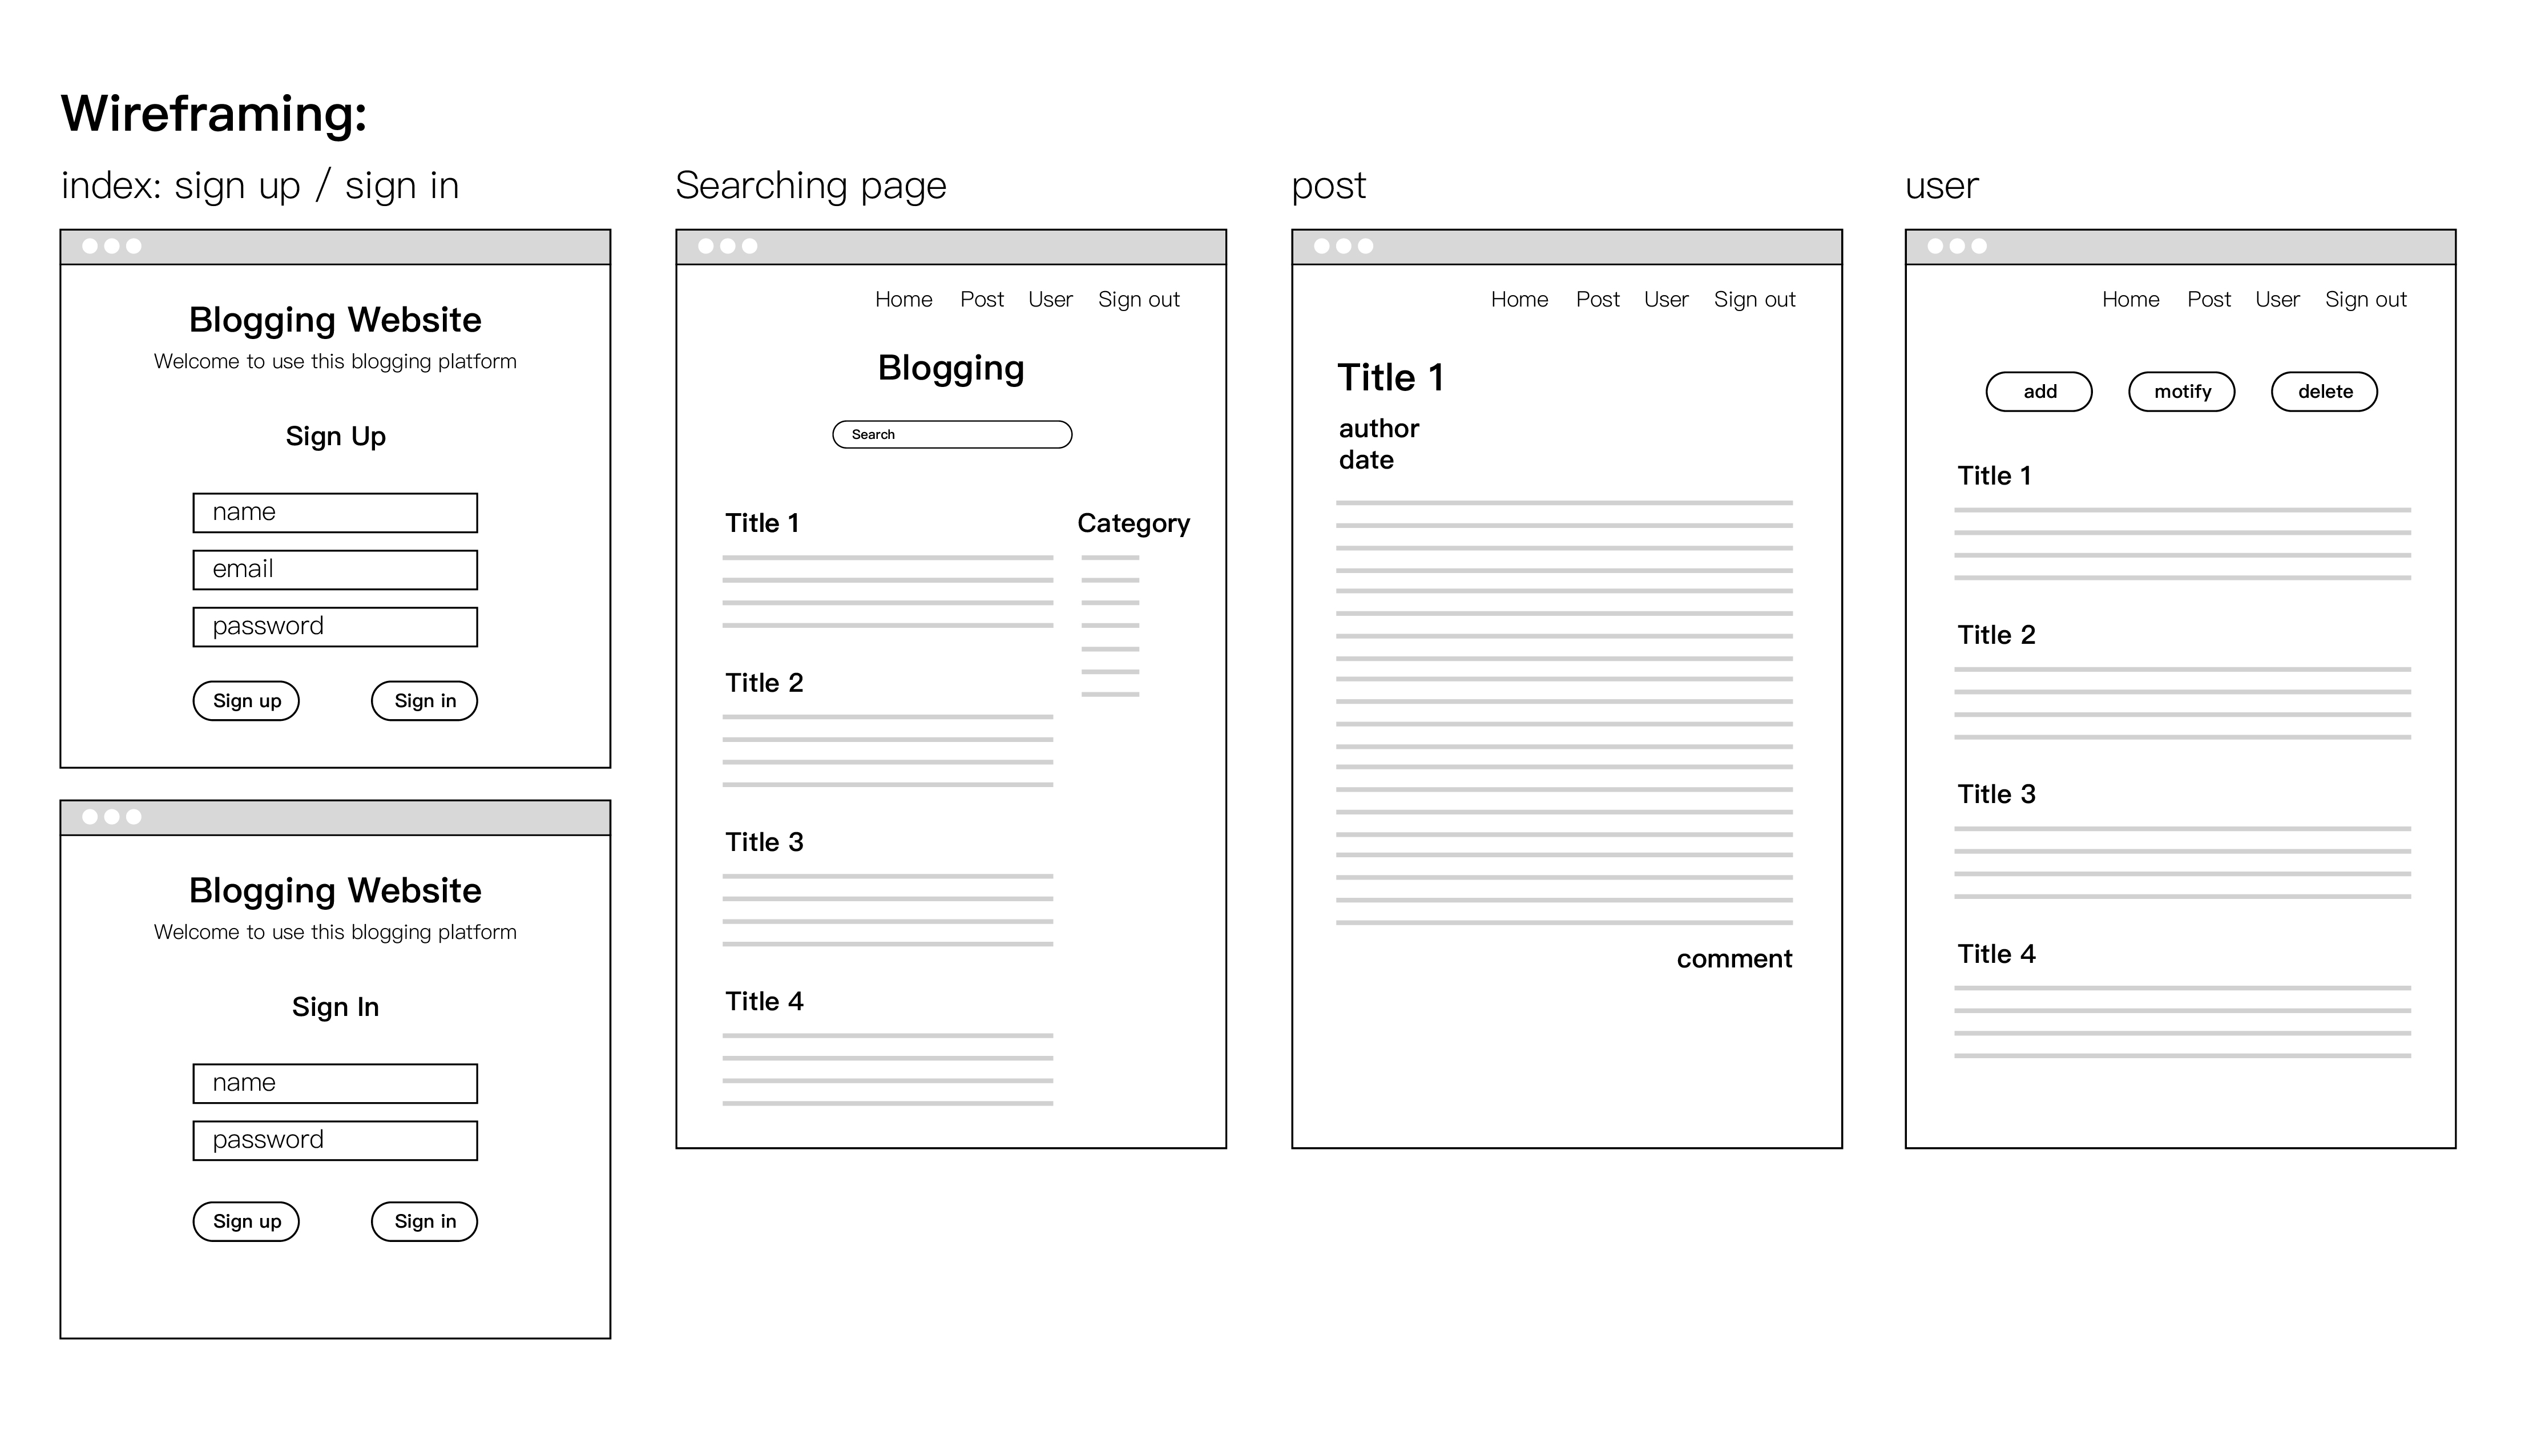 Wireframing:
index: sign up / sign in
Blogging Website
Welcome to use this blogging platform
Sign Up
name
email
password
Sign up
Sign in
Blogging Website
Welcome to use this blogging platform
Sign In
name
password
Sign up
Sign in
Searching page
Home Post User Sign out
Blogging
Search
Title 1
Category
Title 2
Title 3
Title 4
post
Home Post User Sign out
Title 1
author
date
comment
user
Home Post User Sign out
add motify delete
Title 1
Title 2
Title 3
Title 4